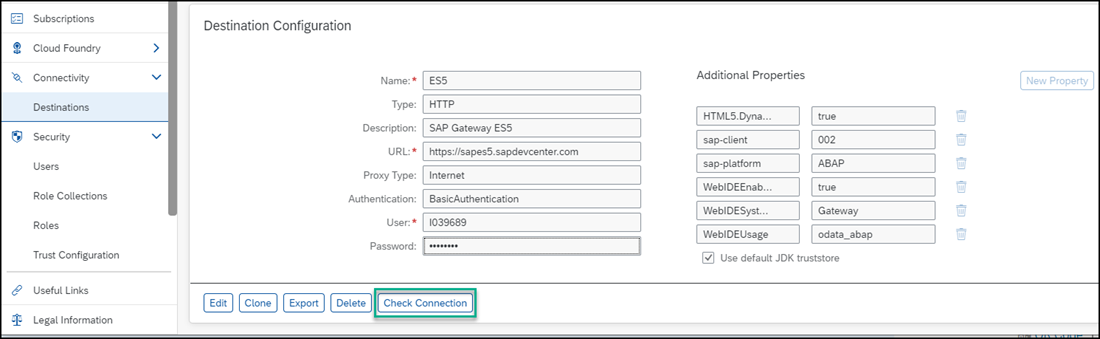 Subscriptions
Cloud Foundry
Connectivity
Destinations
Security
Users
Role Collections
Roles
Trust Configuration
Useful Links
Legal Information
Destination Configuration
Name:* ES5
Type: HTTP
Description: SAP Gateway ES5
URL:* https://sapes5.sapdevcenter.com
Proxy Type: Internet
Authentication: BasicAuthentication
User:* I039689
Password: ••••••••
Additional Properties
New Property
HTML5.Dyna... true
sap-client 002
sap-platform ABAP
WebIDEEnab... true
WebIDESyst... Gateway
WebIDEUsage odata_abap
Use default JDK truststore
Edit Clone Export Delete Check Connection